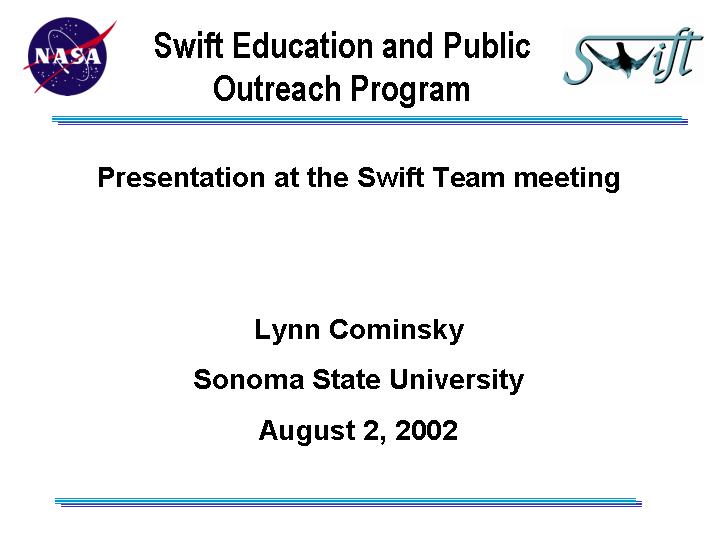 NASA
Swift Education and Public
Outreach Program
Swift
Presentation at the Swift Team meeting
Lynn Cominsky
Sonoma State University
August 2, 2002